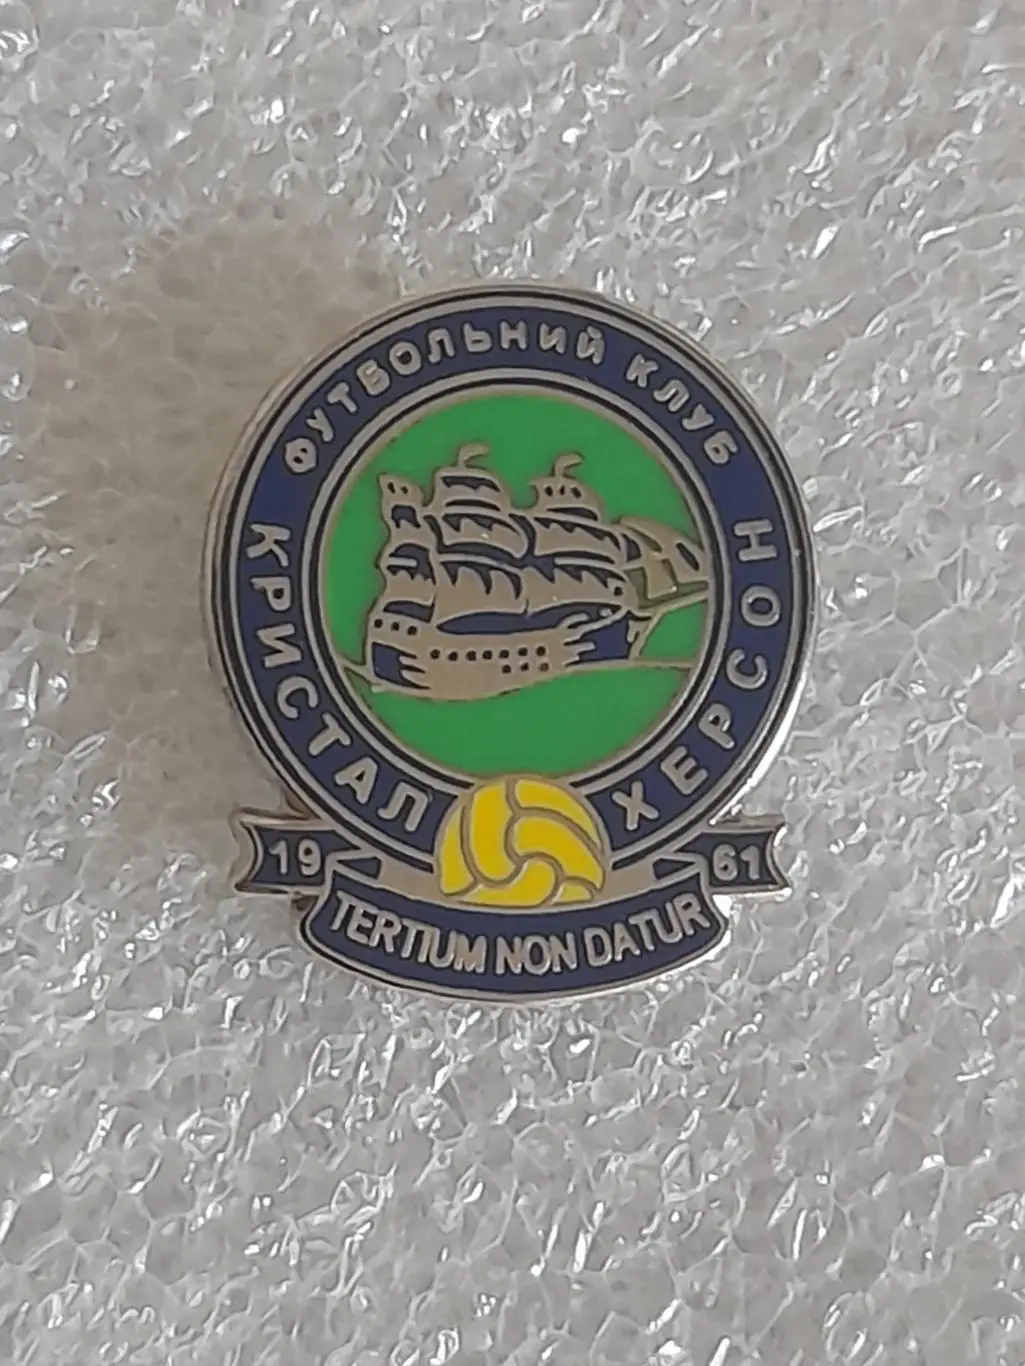 ФУТБОЛЬНИЙ КЛУБ
КРИСТАЛ ХЕРСОН
19 61
TERTIUM NON DATUR